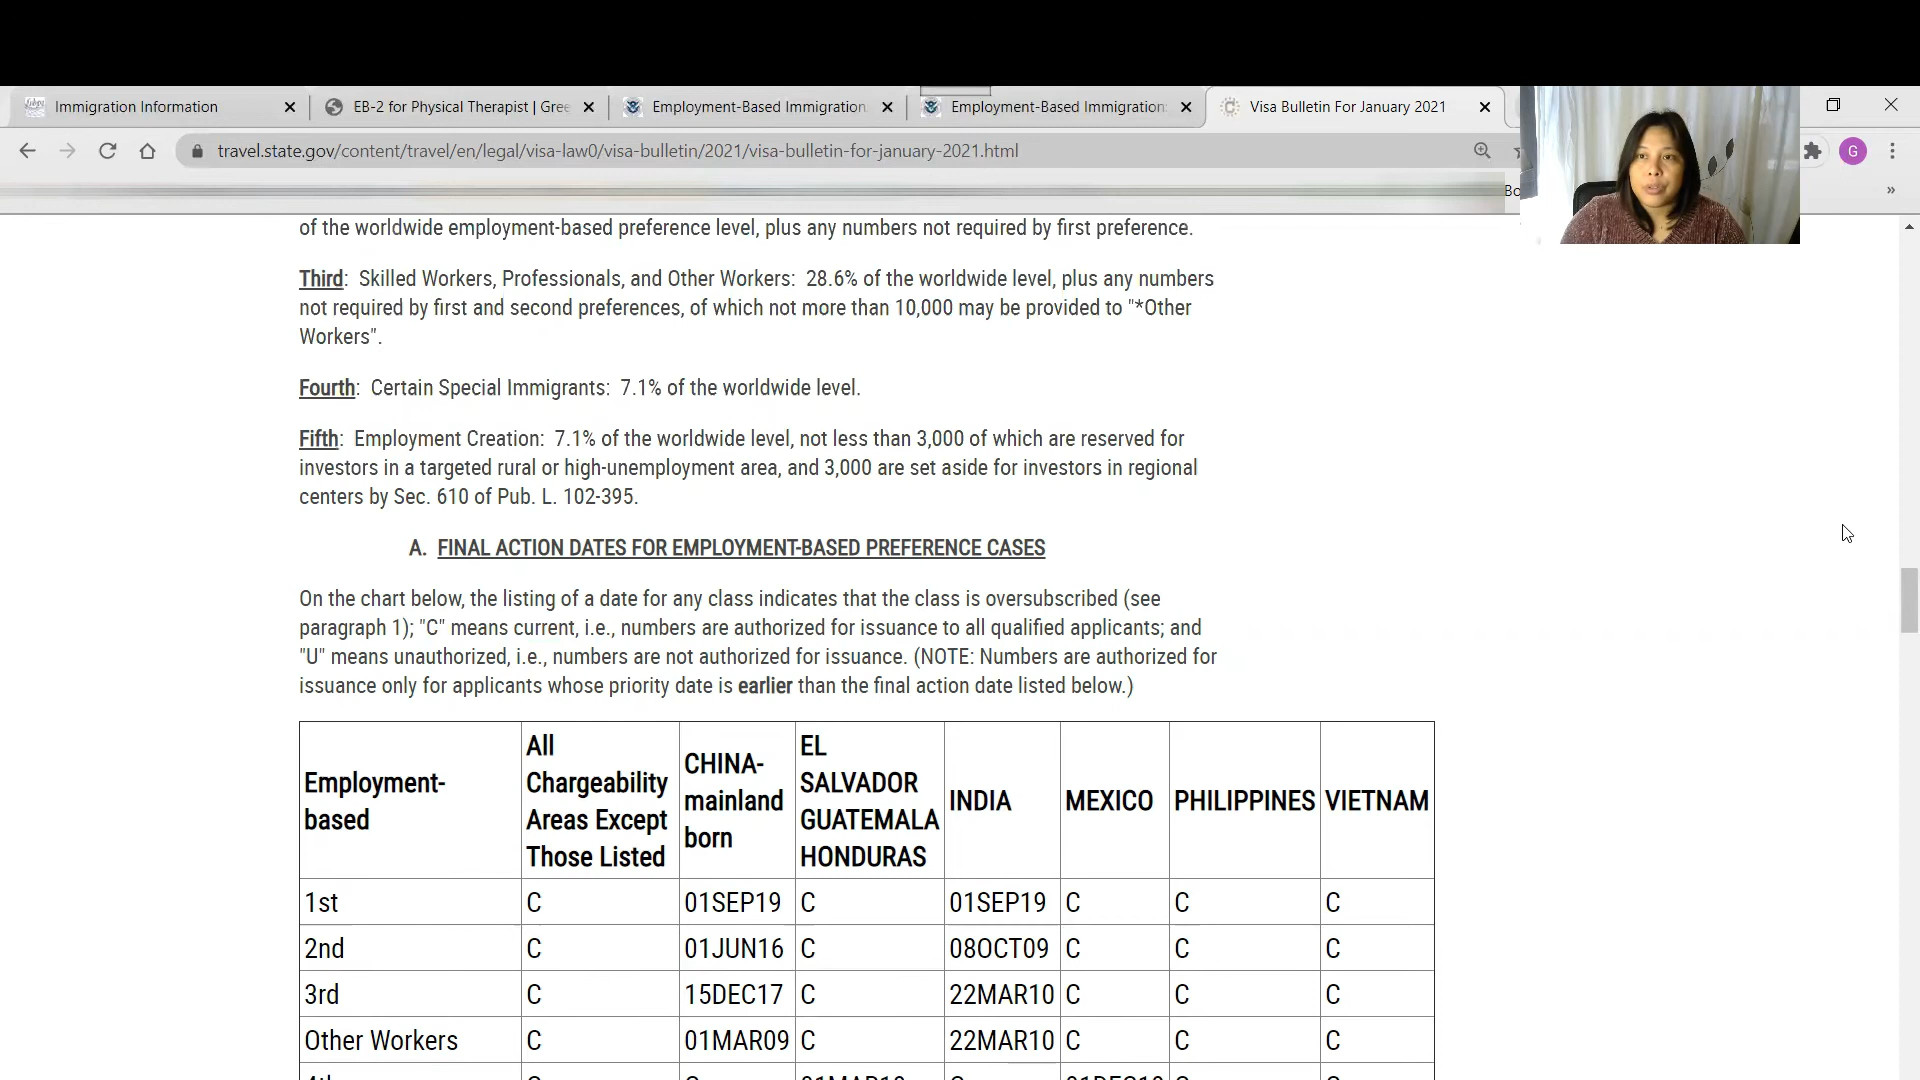 Immigration Information
EB-2 for Physical Therapist | Gree
Employment-Based Immigration
Employment-Based Immigration:
Visa Bulletin For January 2021
travel.state.gov/content/travel/en/legal/visa-law0/visa-bulletin/2021/visa-bulletin-for-january-2021.html
G
Bo
»
of the worldwide employment-based preference level, plus any numbers not required by first preference.
Third: Skilled Workers, Professionals, and Other Workers: 28.6% of the worldwide level, plus any numbers
not required by first and second preferences, of which not more than 10,000 may be provided to "*Other
Workers".
Fourth: Certain Special Immigrants: 7.1% of the worldwide level.
Fifth: Employment Creation: 7.1% of the worldwide level, not less than 3,000 of which are reserved for
investors in a targeted rural or high-unemployment area, and 3,000 are set aside for investors in regional
centers by Sec. 610 of Pub. L. 102-395.
A. FINAL ACTION DATES FOR EMPLOYMENT-BASED PREFERENCE CASES
On the chart below, the listing of a date for any class indicates that the class is oversubscribed (see
paragraph 1); "C" means current, i.e., numbers are authorized for issuance to all qualified applicants; and
"U" means unauthorized, i.e., numbers are not authorized for issuance. (NOTE: Numbers are authorized for
issuance only for applicants whose priority date is earlier than the final action date listed below.)
Employment-
based
All
Chargeability
Areas Except
Those Listed
CHINA-
mainland
born
EL
SALVADOR
GUATEMALA
HONDURAS
INDIA
MEXICO
PHILIPPINES
VIETNAM
1st C 01SEP19 C 01SEP19 C C C
2nd C 01JUN16 C 08OCT09 C C C
3rd C 15DEC17 C 22MAR10 C C C
Other Workers C 01MAR09 C 22MAR10 C C C